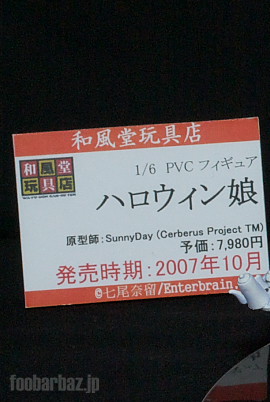 和風堂玩具店
和風堂
玩具店
1/6 PVC フィギュア
ハロウィン娘
原型師：SunnyDay (Cerberus Project TM)
予価：7,980円
発売時期：2007年10月
©七尾奈留/Enterbrain,
foobarbaz.jp